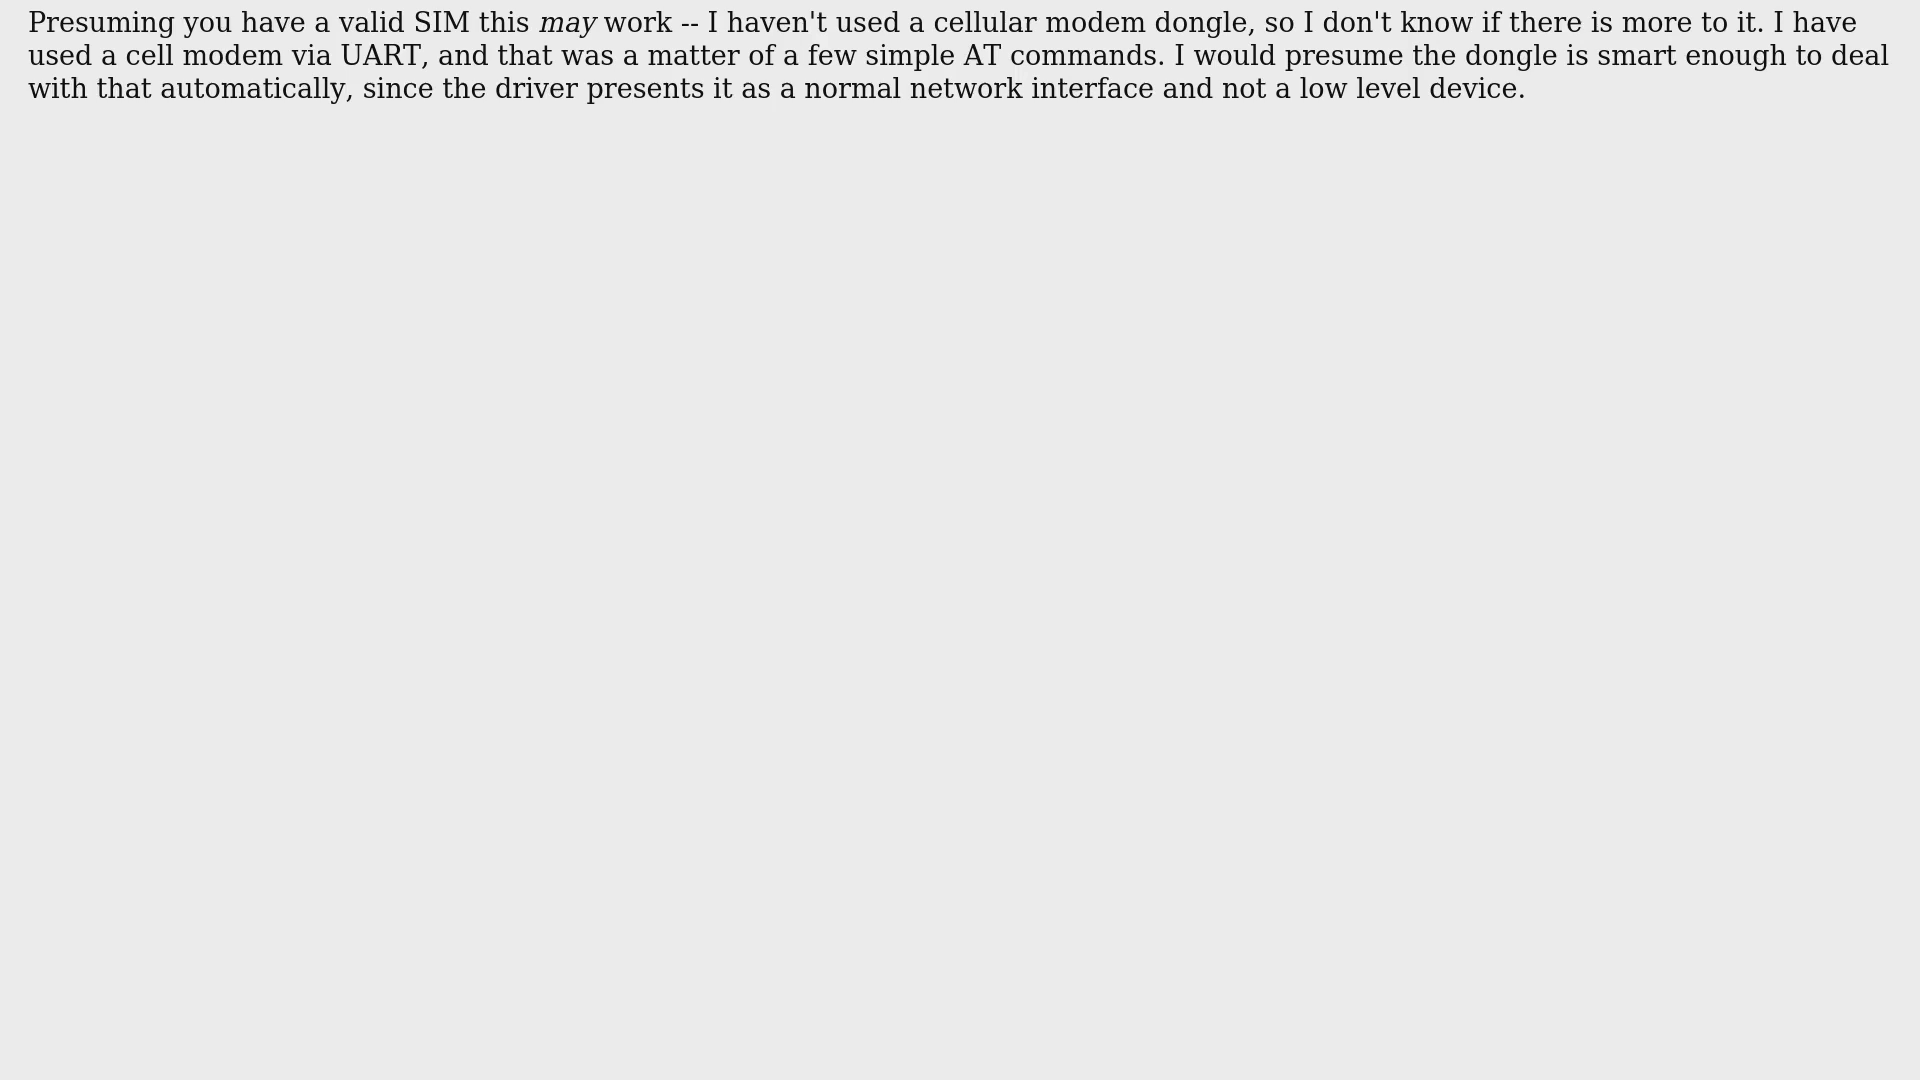 Presuming you have a valid SIM this may work -- I haven't used a cellular modem dongle, so I don't know if there is more to it. I have
used a cell modem via UART, and that was a matter of a few simple AT commands. I would presume the dongle is smart enough to deal
with that automatically, since the driver presents it as a normal network interface and not a low level device.